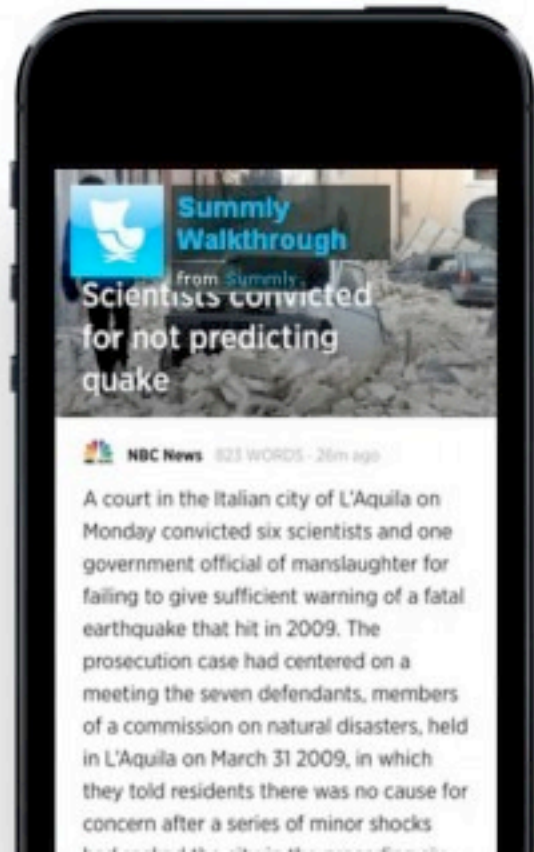 Summly
Walkthrough
from Summly
Scientists convicted
for not predicting
quake
NBC News 823 WORDS - 26m ago
A court in the Italian city of L'Aquila on
Monday convicted six scientists and one
government official of manslaughter for
failing to give sufficient warning of a fatal
earthquake that hit in 2009. The
prosecution case had centered on a
meeting the seven defendants, members
of a commission on natural disasters, held
in L'Aquila on March 31 2009, in which
they told residents there was no cause for
concern after a series of minor shocks